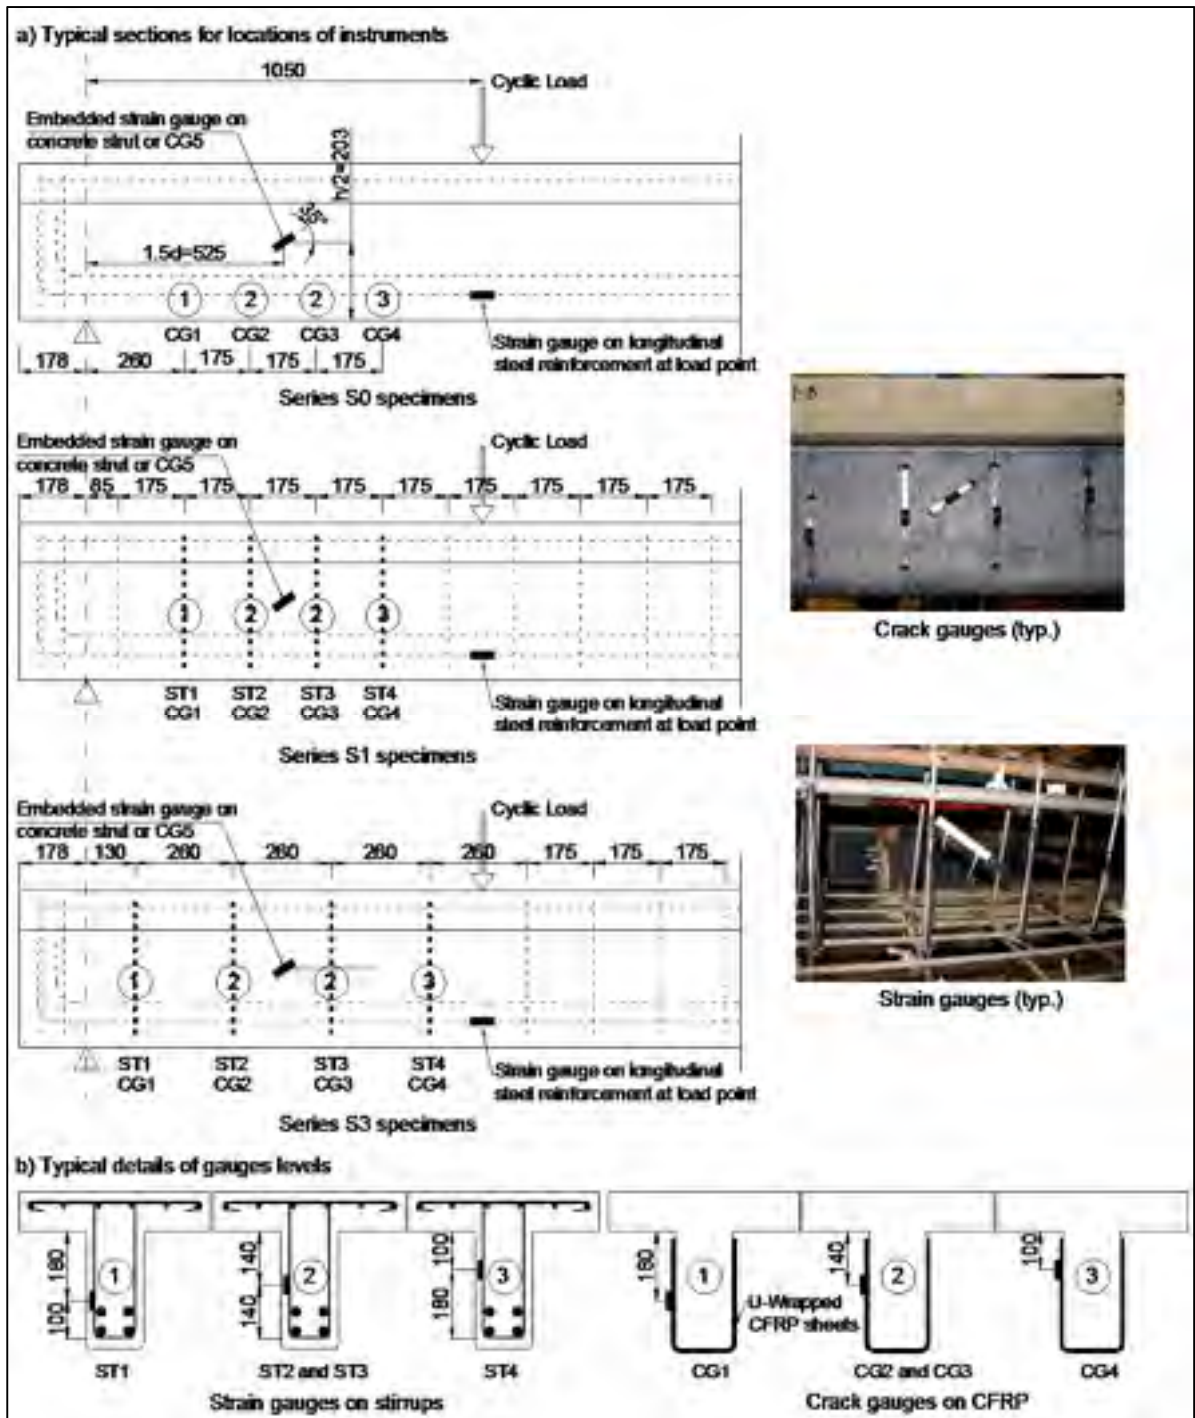 a) Typical sections for locations of instruments
1050
Cyclic Load
Embedded strain gauge on
concrete strut or CG5
h/2=203
1.5d=525
1 2 2 3
CG1 CG2 CG3 CG4
Strain gauge on longitudinal
steel reinforcement at load point
178 260 175 175 175
Series S0 specimens
Embedded strain gauge on
concrete strut or CG5
Cyclic Load
178 85 175 175 175 175 175 175 175 175 175
1 2 2 3
ST1 ST2 ST3 ST4
CG1 CG2 CG3 CG4
Strain gauge on longitudinal
steel reinforcement at load point
Series S1 specimens
Crack gauges (typ.)
Embedded strain gauge on
concrete strut or CG5
Cyclic Load
178 130 260 260 260 260 175 175 175
1 2 2 3
ST1 ST2 ST3 ST4
CG1 CG2 CG3 CG4
Strain gauge on longitudinal
steel reinforcement at load point
Series S3 specimens
Strain gauges (typ.)
b) Typical details of gauges levels
180 100 1
140 140 2
100 180 3
180 1
140 2
100 3
U-Wrapped
CFRP sheets
ST1 ST2 and ST3 ST4 CG1 CG2 and CG3 CG4
Strain gauges on stirrups Crack gauges on CFRP